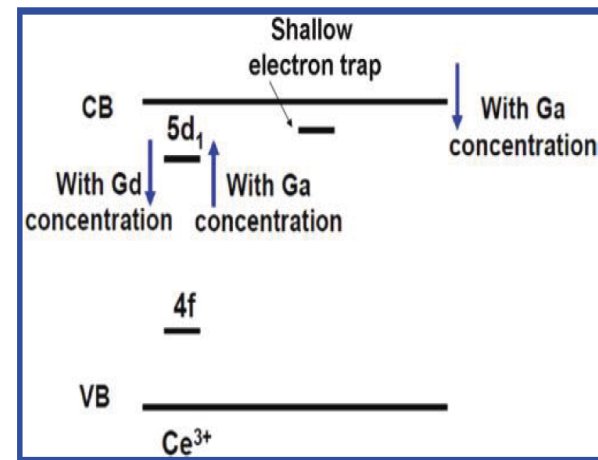 Shallow
electron trap
CB
5d₁
With Ga
concentration
With Gd
concentration
With Ga
concentration
4f
VB
Ce³⁺